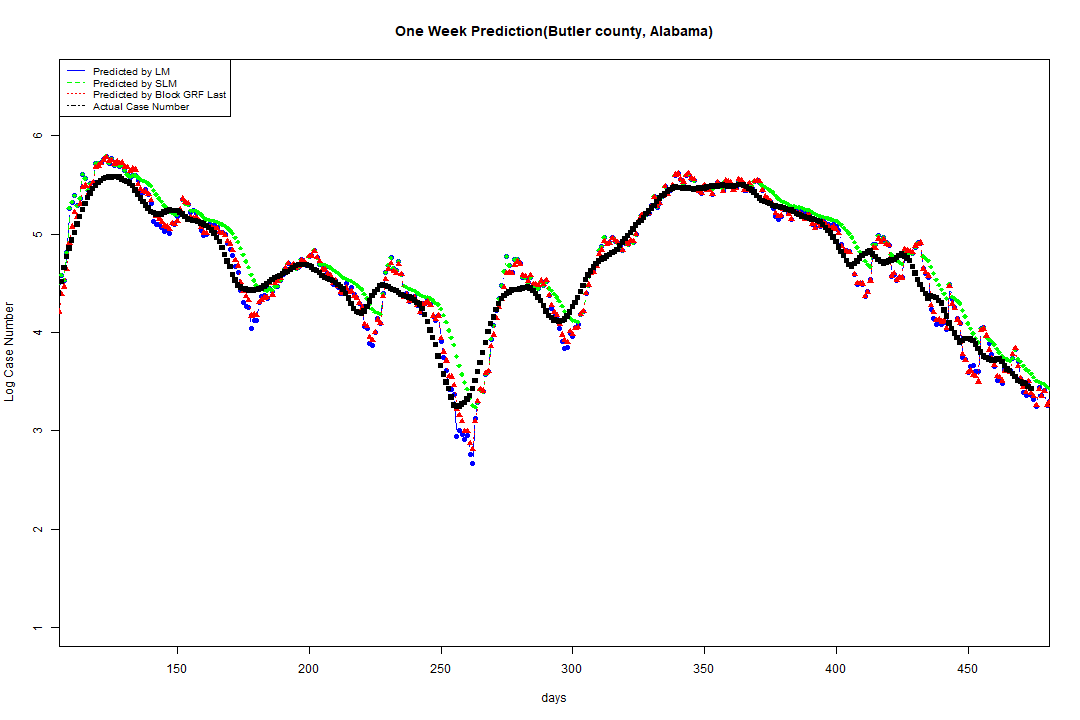 One Week Prediction(Butler county, Alabama)
Predicted by LM
Predicted by SLM
Predicted by Block GRF Last
Actual Case Number
6
5
4
3
2
1
Log Case Number
150 200 250 300 350 400 450
days